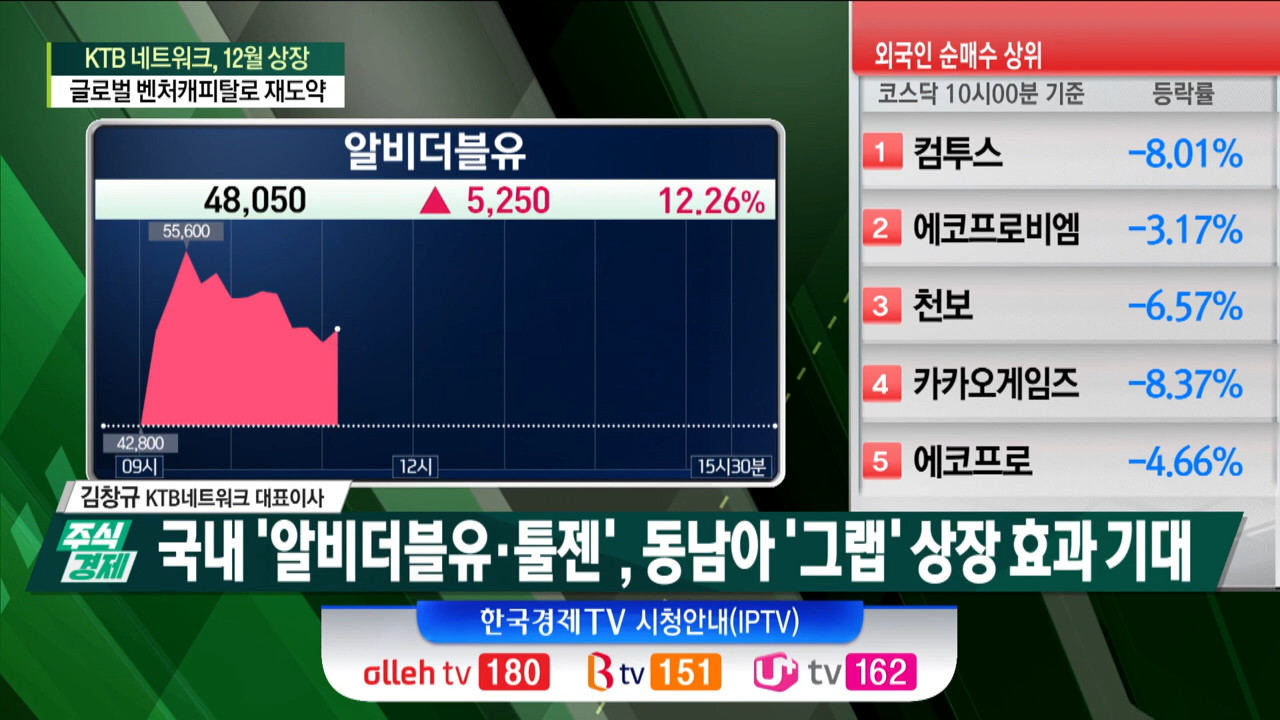 KTB 네트워크, 12월 상장
글로벌 벤처캐피탈로 재도약
알비더블유
48,050 ▲ 5,250 12.26%
55,600
42,800
09시 12시 15시30분
외국인 순매수 상위
코스닥 10시00분 기준 등락률
1 컴투스 -8.01%
2 에코프로비엠 -3.17%
3 천보 -6.57%
4 카카오게임즈 -8.37%
5 에코프로 -4.66%
김창규 KTB네트워크 대표이사
주식
경제
국내 '알비더블유·툴젠', 동남아 '그랩' 상장 효과 기대
한국경제TV 시청안내(IPTV)
olleh tv 180 B tv 151 U+ tv 162